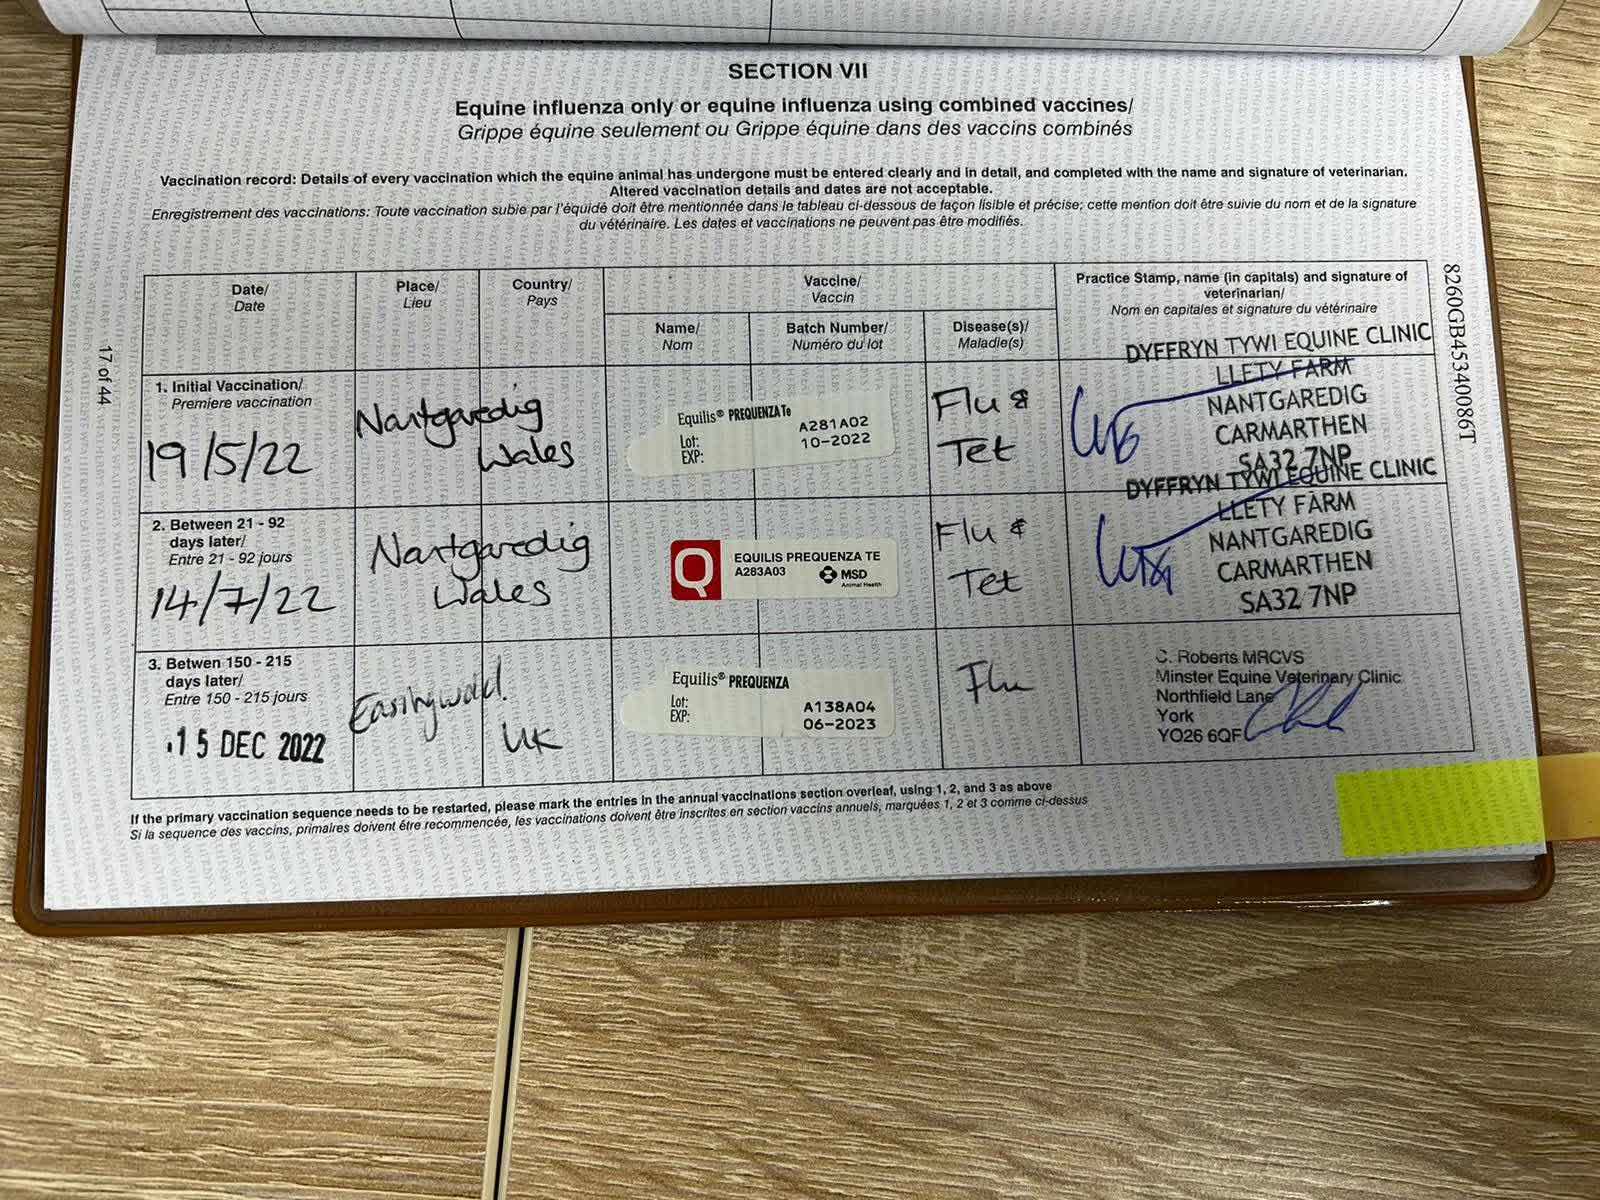 SECTION VII
Equine influenza only or equine influenza using combined vaccines/
Grippe équine seulement ou Grippe équine dans des vaccins combinés
Vaccination record: Details of every vaccination which the equine animal has undergone must be entered clearly and in detail, and completed with the name and signature of veterinarian.
Altered vaccination details and dates are not acceptable.
Enregistrement des vaccinations: Toute vaccination subie par l'équidé doit être mentionnée dans le tableau ci-dessous de façon lisible et précise; cette mention doit être suivie du nom et de la signature
du vétérinaire. Les dates et vaccinations ne peuvent pas être modifiés.
Date/
Date
Place/
Lieu
Country/
Pays
Vaccine/
Vaccin
Name/
Nom
Batch Number/
Numéro du lot
Disease(s)/
Maladie(s)
Practice Stamp, name (in capitals) and signature of
veterinarian/
Nom en capitales et signature du vétérinaire
1. Initial Vaccination/
Premiere vaccination
19/5/22
Nantgaredig
Wales
Equilis® PREQUENZA Te
Lot: A281A02
EXP: 10-2022
Flu &
Tet
DYFFRYN TYWI EQUINE CLINIC
LLETY FARM
NANTGAREDIG
CARMARTHEN
SA32 7NP
2. Between 21 - 92
days later/
Entre 21 - 92 jours
14/7/22
Nantgaredig
Wales
EQUILIS PREQUENZA TE
A283A03
MSD
Animal Health
Flu &
Tet
DYFFRYN TYWI EQUINE CLINIC
LLETY FARM
NANTGAREDIG
CARMARTHEN
SA32 7NP
3. Betwen 150 - 215
days later/
Entre 150 - 215 jours
15 DEC 2022
Easingwold.
UK
Equilis® PREQUENZA
Lot: A138A04
EXP: 06-2023
Flu
C. Roberts MRCVS
Minster Equine Veterinary Clinic
Northfield Lane
York
YO26 6QF
If the primary vaccination sequence needs to be restarted, please mark the entries in the annual vaccinations section overleaf, using 1, 2, and 3 as above
Si la sequence des vaccins, primaires doivent étre recommencée, les vaccinations doivent être inscrites en section vaccins annuels, marquées 1, 2 et 3 comme ci-dessus
17 of 44
8260GB45340086T